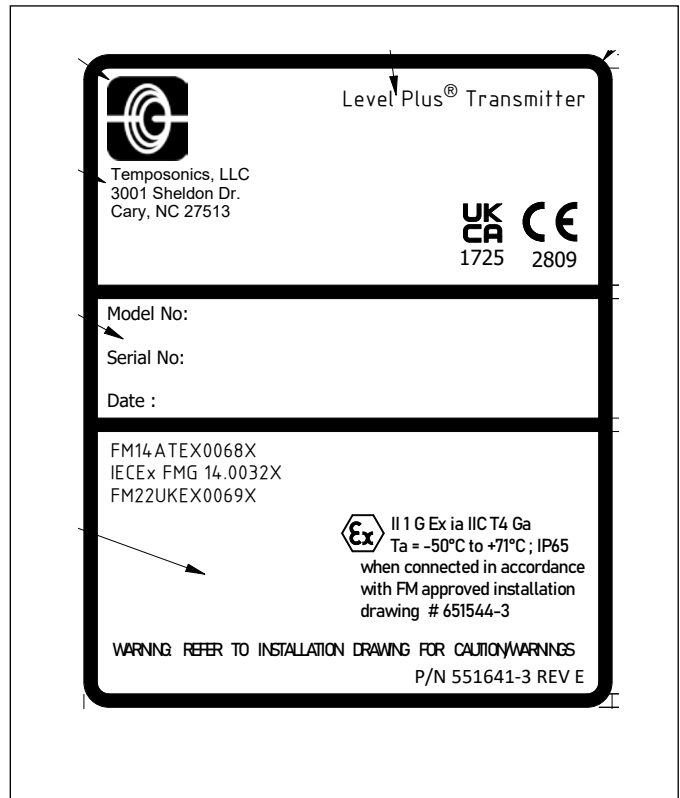 Level Plus® Transmitter
Temposonics, LLC
3001 Sheldon Dr.
Cary, NC 27513
UK
CA
CE
1725
2809
Model No:
Serial No:
Date :
FM14ATEX0068X
IECEx FMG 14.0032X
FM22UKEX0069X
Ex
II 1 G Ex ia IIC T4 Ga
Ta = -50°C to +71°C ; IP65
when connected in accordance
with FM approved installation
drawing # 651544-3
WARNING: REFER TO INSTALLATION DRAWING FOR CAUTION/WARNINGS
P/N 551641-3 REV E